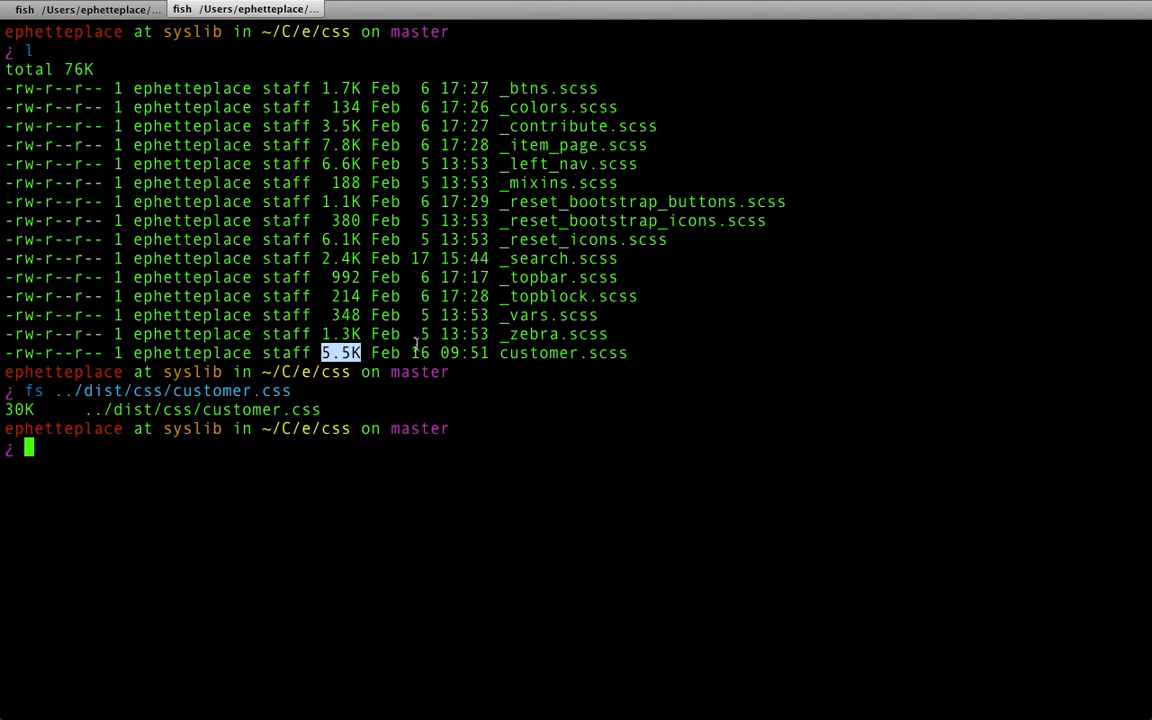 fish /Users/ephetteplace/... fish /Users/ephetteplace/...
ephetteplace at syslib in ~/C/e/css on master
¿ l
total 76K
-rw-r--r-- 1 ephetteplace staff 1.7K Feb  6 17:27 _btns.scss
-rw-r--r-- 1 ephetteplace staff  134 Feb  6 17:26 _colors.scss
-rw-r--r-- 1 ephetteplace staff 3.5K Feb  6 17:27 _contribute.scss
-rw-r--r-- 1 ephetteplace staff 7.8K Feb  6 17:28 _item_page.scss
-rw-r--r-- 1 ephetteplace staff 6.6K Feb  5 13:53 _left_nav.scss
-rw-r--r-- 1 ephetteplace staff  188 Feb  5 13:53 _mixins.scss
-rw-r--r-- 1 ephetteplace staff 1.1K Feb  6 17:29 _reset_bootstrap_buttons.scss
-rw-r--r-- 1 ephetteplace staff  380 Feb  5 13:53 _reset_bootstrap_icons.scss
-rw-r--r-- 1 ephetteplace staff 6.1K Feb  5 13:53 _reset_icons.scss
-rw-r--r-- 1 ephetteplace staff 2.4K Feb 17 15:44 _search.scss
-rw-r--r-- 1 ephetteplace staff  992 Feb  6 17:17 _topbar.scss
-rw-r--r-- 1 ephetteplace staff  214 Feb  6 17:28 _topblock.scss
-rw-r--r-- 1 ephetteplace staff  348 Feb  5 13:53 _vars.scss
-rw-r--r-- 1 ephetteplace staff 1.3K Feb  5 13:53 _zebra.scss
-rw-r--r-- 1 ephetteplace staff 5.5K Feb 16 09:51 customer.scss
ephetteplace at syslib in ~/C/e/css on master
¿ fs ../dist/css/customer.css
30K     ../dist/css/customer.css
ephetteplace at syslib in ~/C/e/css on master
¿